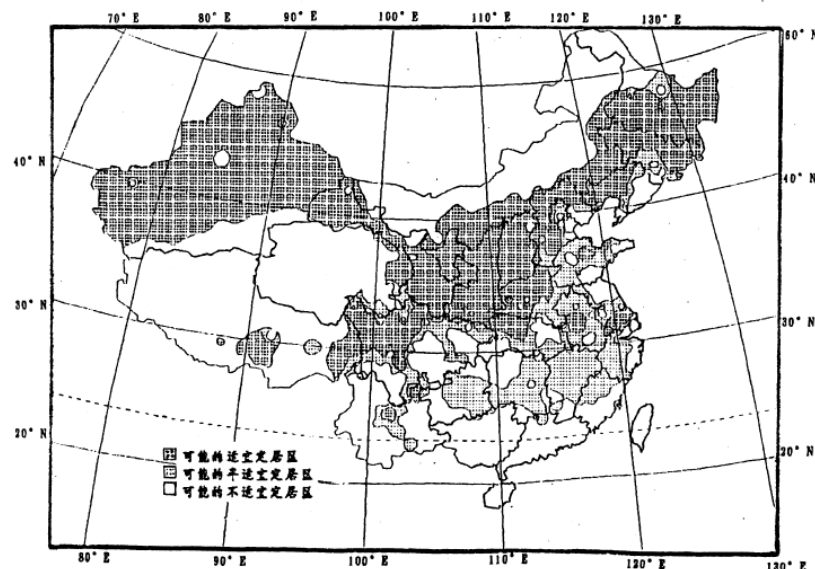 70° E 80° E 90° E 100° E 110° E 120° E 130° E
50° N
40° N 40° N
30° N 30° N
20° N 20° N
可能的适宜定居区
可能的半适宜定居区
可能的不适宜定居区
80° E 90° E 100° E 110° E 120° E 130° E